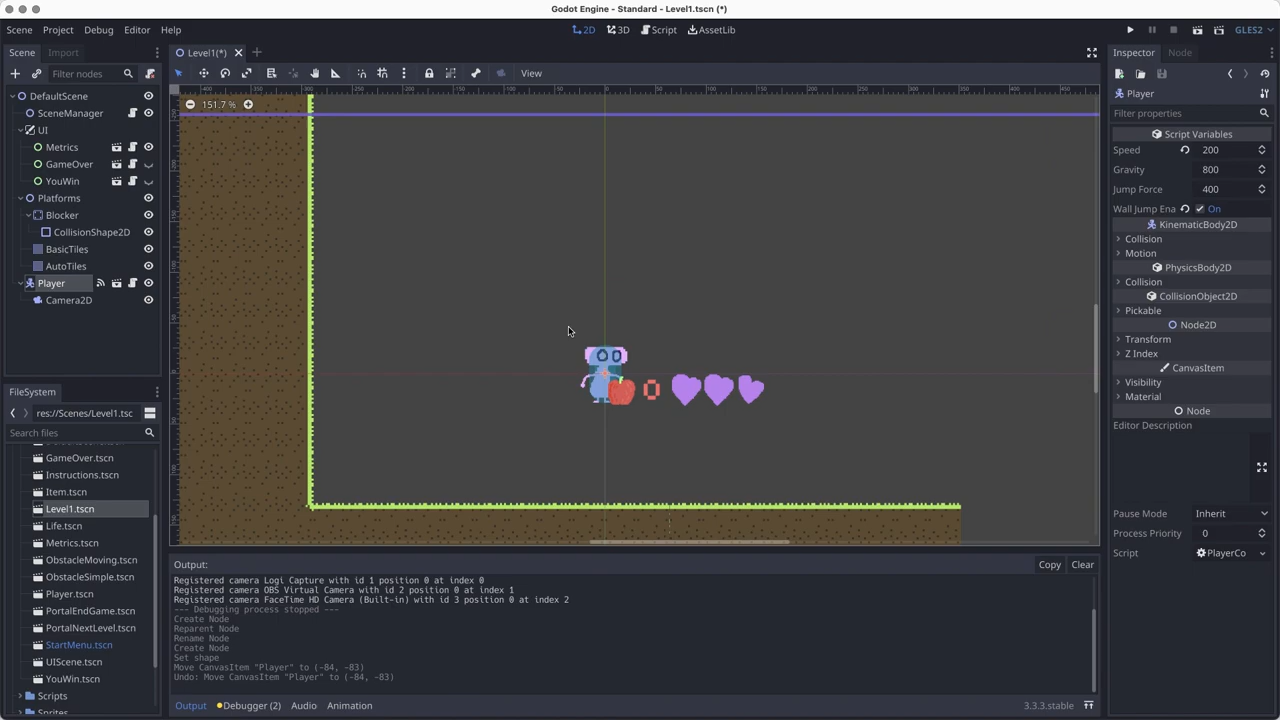 Godot Engine - Standard - Level1.tscn (*)
Scene Project Debug Editor Help
2D 3D Script AssetLib
GLES2
Scene Import
Filter nodes
DefaultScene
SceneManager
UI
Metrics
GameOver
YouWin
Platforms
Blocker
CollisionShape2D
BasicTiles
AutoTiles
Player
Camera2D
FileSystem
res://Scenes/Level1.tsc
Search files
GameOver.tscn
Instructions.tscn
Item.tscn
Level1.tscn
Life.tscn
Metrics.tscn
ObstacleMoving.tscn
ObstacleSimple.tscn
Player.tscn
PortalEndGame.tscn
PortalNextLevel.tscn
StartMenu.tscn
UIScene.tscn
YouWin.tscn
Scripts
Level1(*)
View
151.7 %
0
Output:
Copy Clear
Registered camera Logi Capture with id 1 position 0 at index 0
Registered camera OBS Virtual Camera with id 2 position 0 at index 1
Registered camera FaceTime HD Camera (Built-in) with id 3 position 0 at index 2
--- Debugging process stopped ---
Create Node
Reparent Node
Rename Node
Create Node
Set shape
Move CanvasItem "Player" to (-84, -83)
Undo: Move CanvasItem "Player" to (-84, -83)
Output Debugger (2) Audio Animation
3.3.3.stable
Inspector Node
Player
Filter properties
Script Variables
Speed 200
Gravity 800
Jump Force 400
Wall Jump Ena On
KinematicBody2D
Collision
Motion
PhysicsBody2D
Collision
CollisionObject2D
Pickable
Node2D
Transform
Z Index
CanvasItem
Visibility
Material
Node
Editor Description
Pause Mode Inherit
Process Priority 0
Script PlayerCo